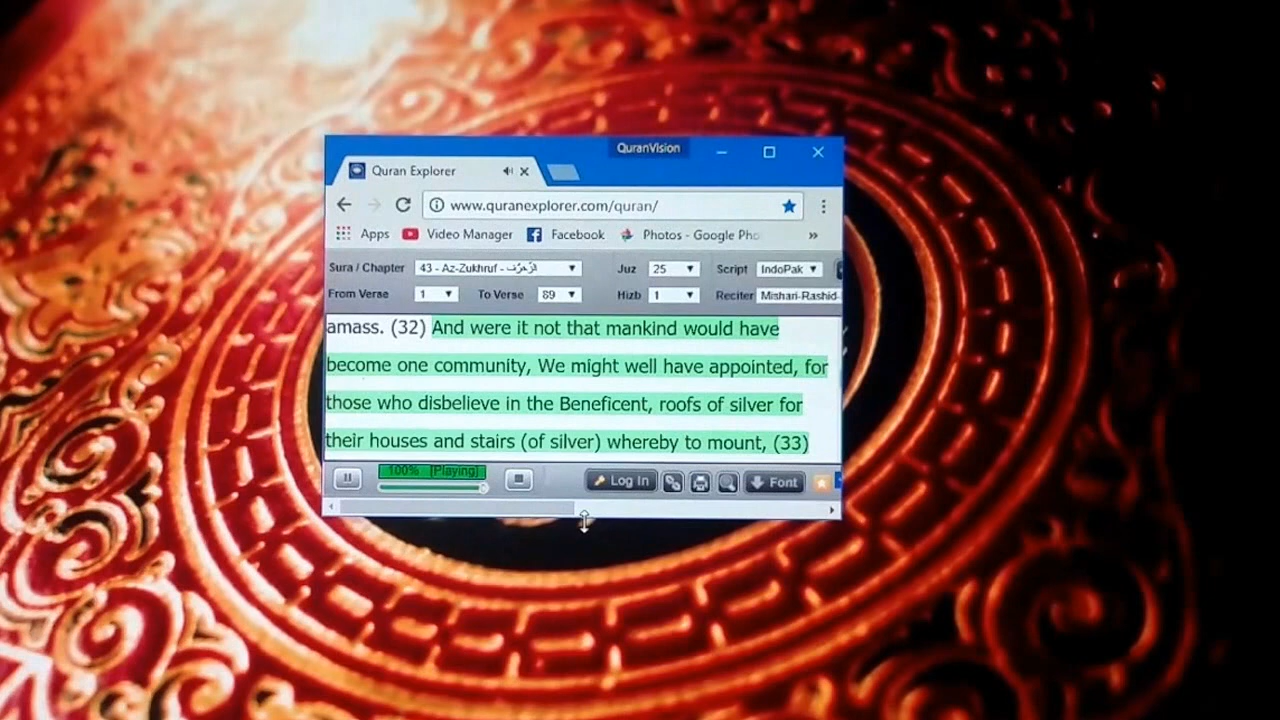 QuranVision
Quran Explorer
www.quranexplorer.com/quran/
Apps Video Manager Facebook Photos - Google Pho »
Sura / Chapter 43 - Az-Zukhruf - الزّخرُف Juz 25 Script IndoPak
From Verse 1 To Verse 89 Hizb 1 Reciter Mishari-Rashid-
amass. (32) And were it not that mankind would have
become one community, We might well have appointed, for
those who disbelieve in the Beneficent, roofs of silver for
their houses and stairs (of silver) whereby to mount, (33)
100% [Playing] Log In Font